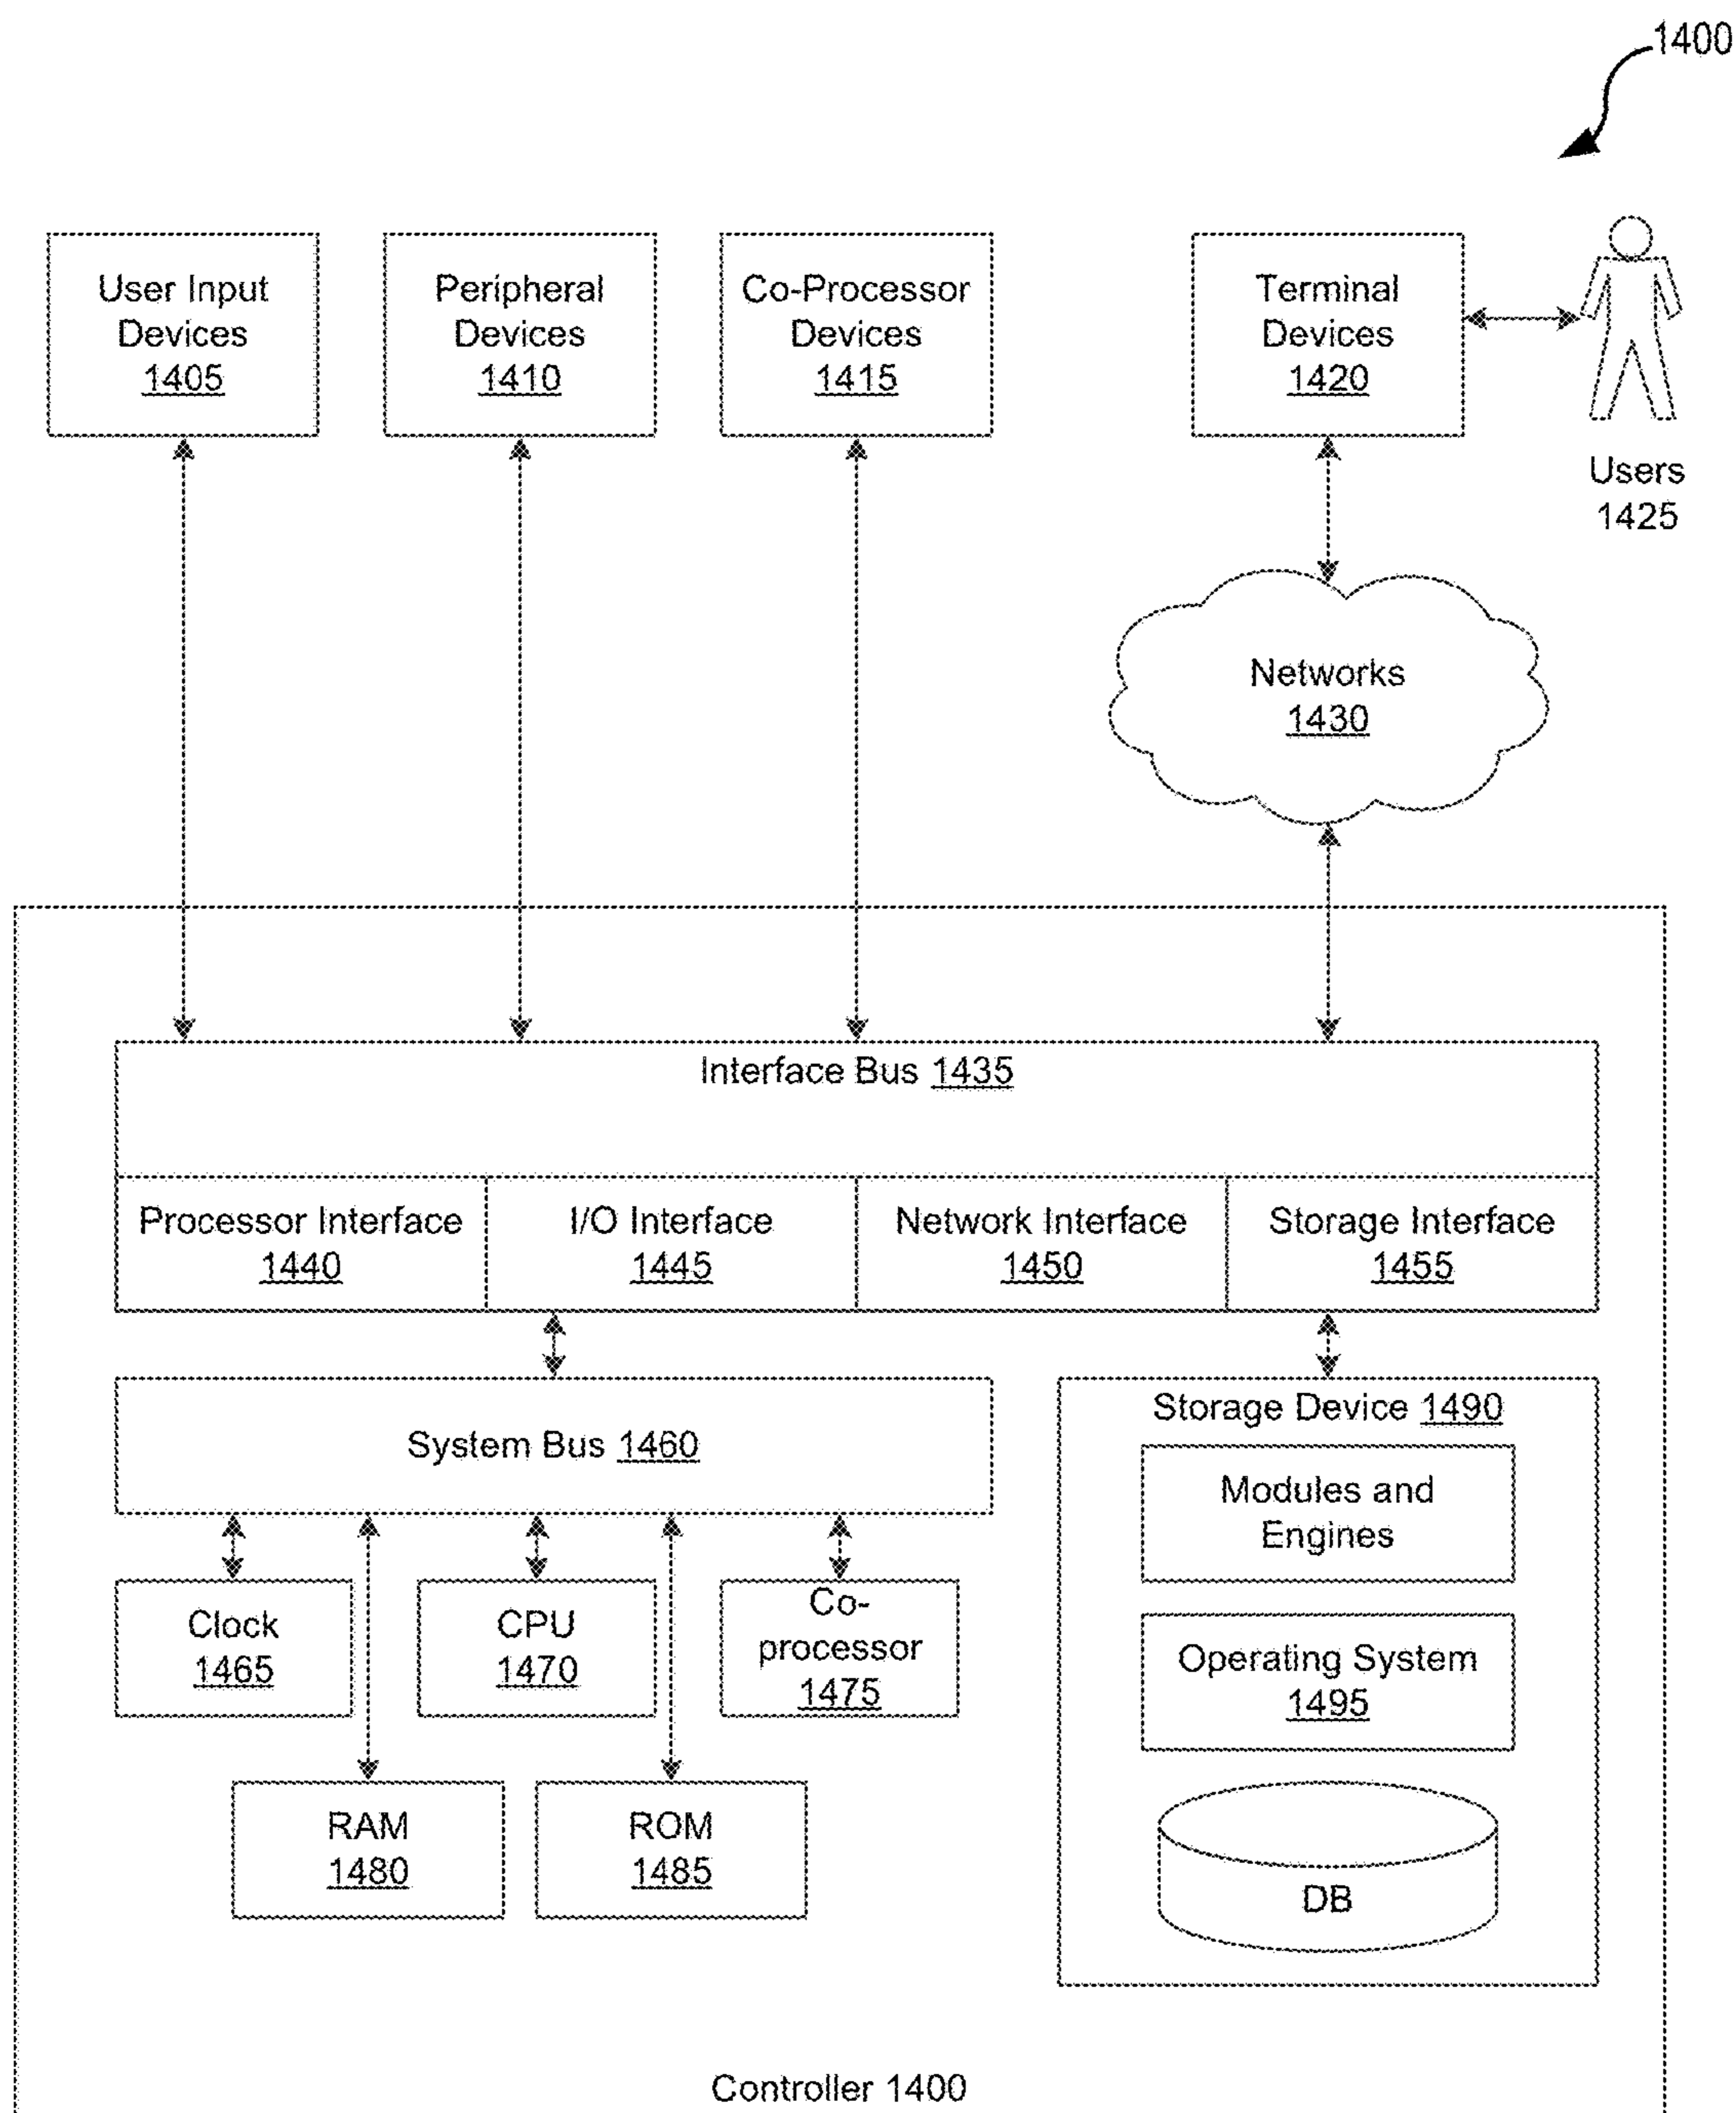 1400
User Input
Devices
1405
Peripheral
Devices
1410
Co-Processor
Devices
1415
Terminal
Devices
1420
Users
1425
Networks
1430
Interface Bus 1435
Processor Interface
1440
I/O Interface
1445
Network Interface
1450
Storage Interface
1455
System Bus 1460
Clock
1465
CPU
1470
Co-
processor
1475
RAM
1480
ROM
1485
Storage Device 1490
Modules and
Engines
Operating System
1495
DB
Controller 1400